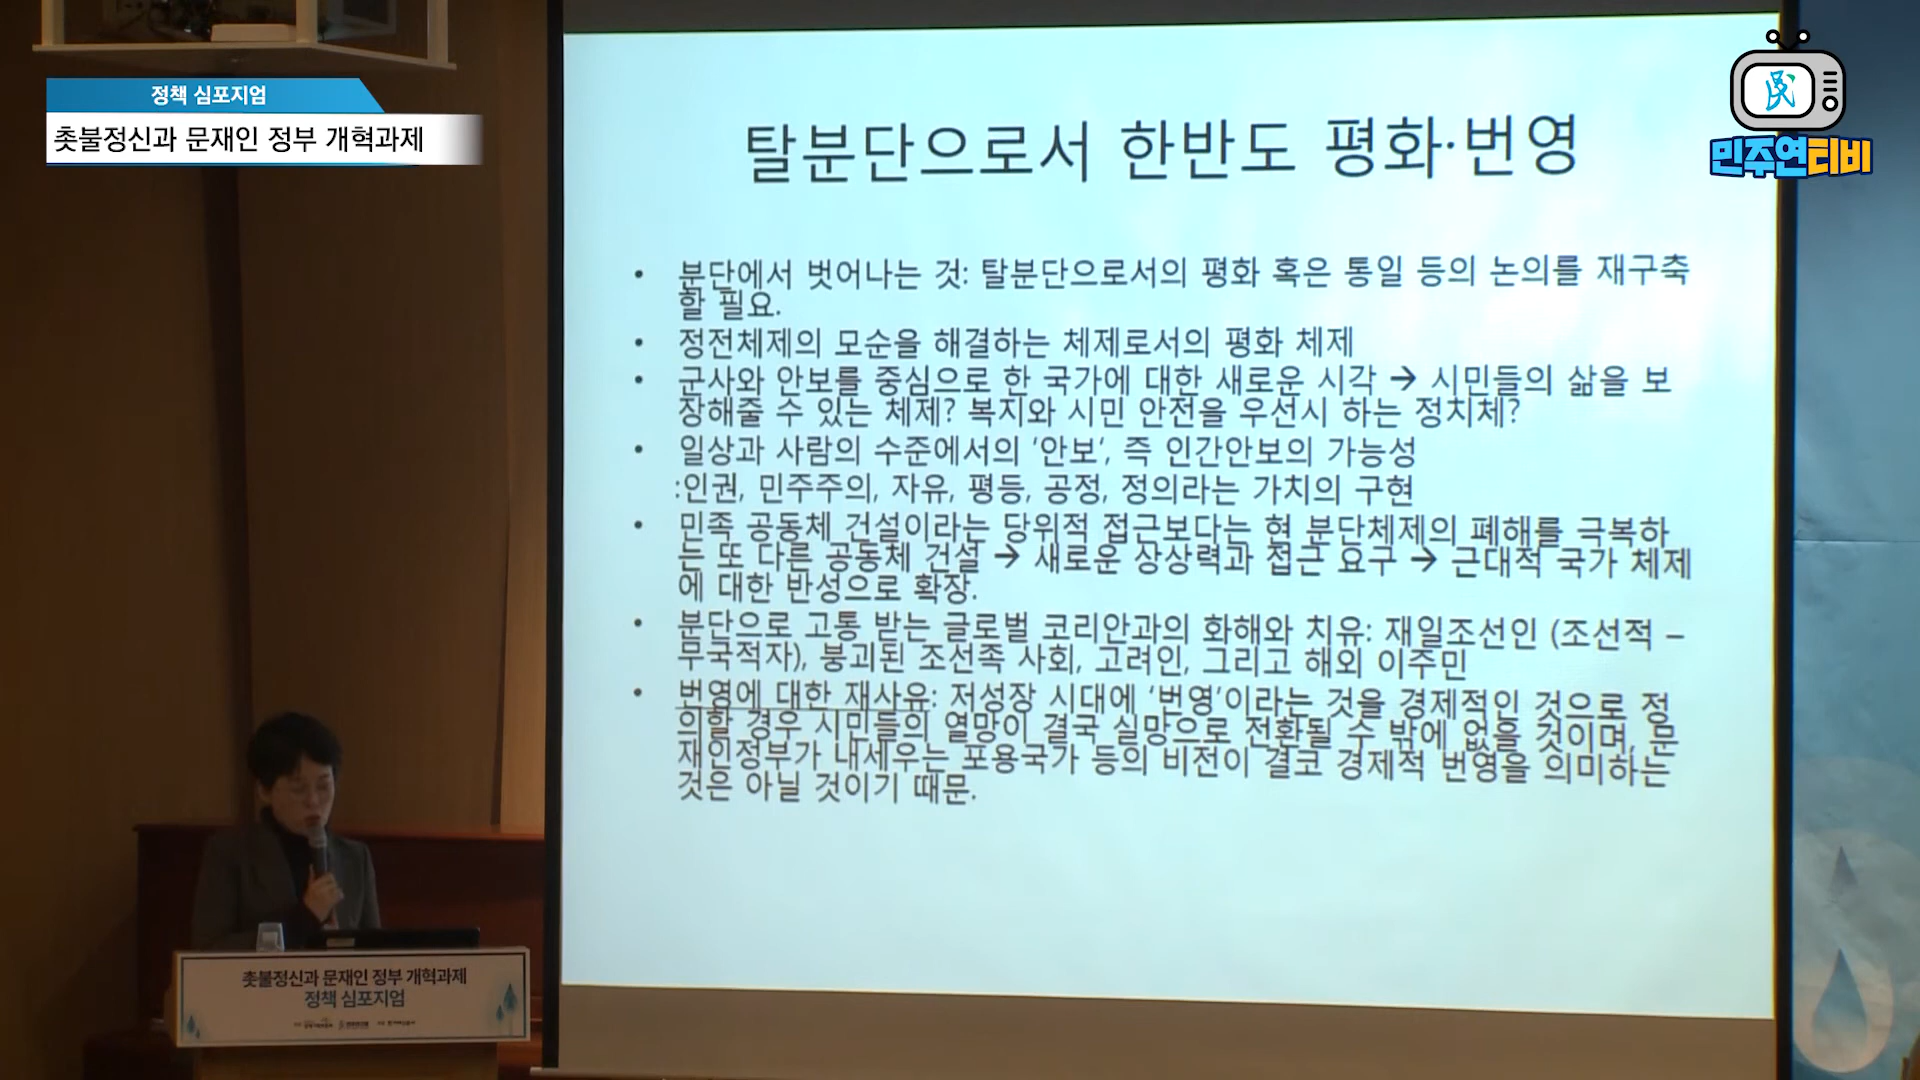 정책 심포지엄
촛불정신과 문재인 정부 개혁과제
民
민주연티비
탈분단으로서 한반도 평화·번영
• 분단에서 벗어나는 것: 탈분단으로서의 평화 혹은 통일 등의 논의를 재구축
할 필요.
• 정전체제의 모순을 해결하는 체제로서의 평화 체제
• 군사와 안보를 중심으로 한 국가에 대한 새로운 시각 → 시민들의 삶을 보
장해줄 수 있는 체제? 복지와 시민 안전을 우선시 하는 정치체?
• 일상과 사람의 수준에서의 '안보', 즉 인간안보의 가능성
:인권, 민주주의, 자유, 평등, 공정, 정의라는 가치의 구현
• 민족 공동체 건설이라는 당위적 접근보다는 현 분단체제의 폐해를 극복하
는 또 다른 공동체 건설 → 새로운 상상력과 접근 요구 → 근대적 국가 체제
에 대한 반성으로 확장.
• 분단으로 고통 받는 글로벌 코리안과의 화해와 치유: 재일조선인 (조선적 –
무국적자), 붕괴된 조선족 사회, 고려인, 그리고 해외 이주민
• 번영에 대한 재사유: 저성장 시대에 '번영'이라는 것을 경제적인 것으로 정
의할 경우 시민들의 열망이 결국 실망으로 전환될 수 밖에 없을 것이며, 문
재인정부가 내세우는 포용국가 등의 비전이 결코 경제적 번영을 의미하는
것은 아닐 것이기 때문.
촛불정신과 문재인 정부 개혁과제
정책 심포지엄